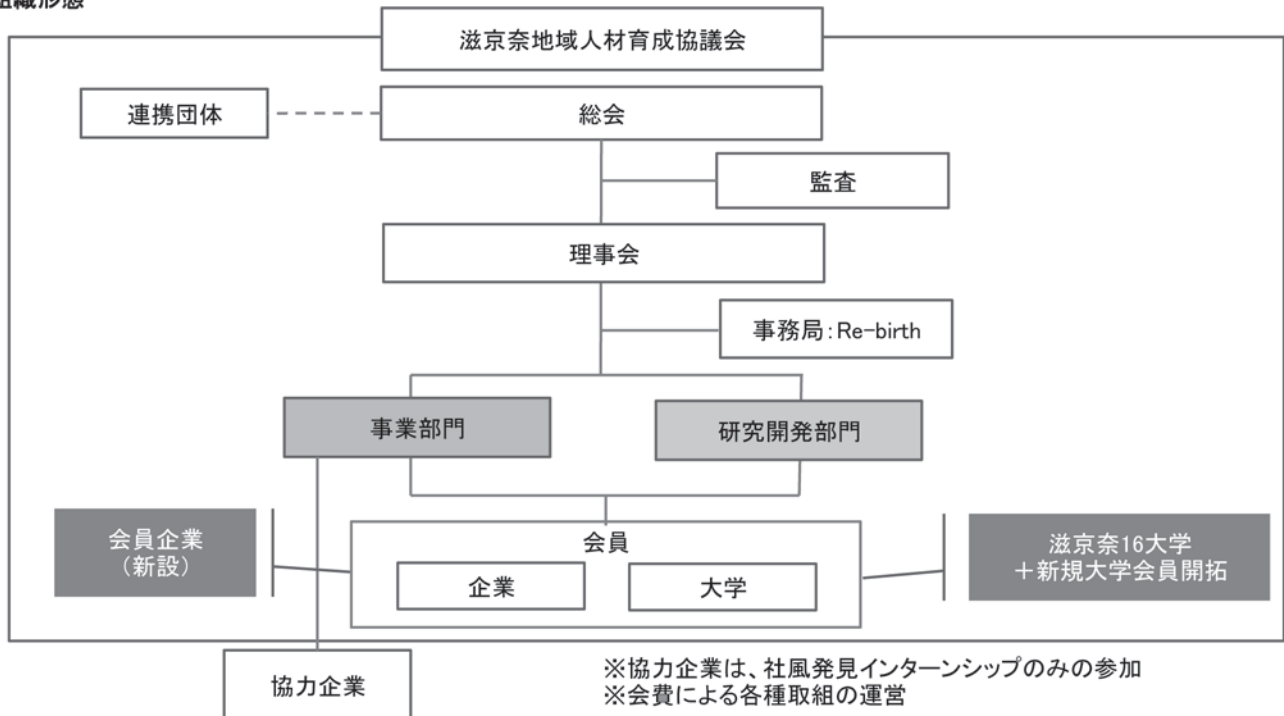 組織形態
滋京奈地域人材育成協議会
連携団体
総会
監査
理事会
事務局:Re-birth
事業部門
研究開発部門
会員企業
(新設)
会員
企業
大学
滋京奈16大学
+新規大学会員開拓
協力企業
※協力企業は、社風発見インターンシップのみの参加
※会費による各種取組の運営